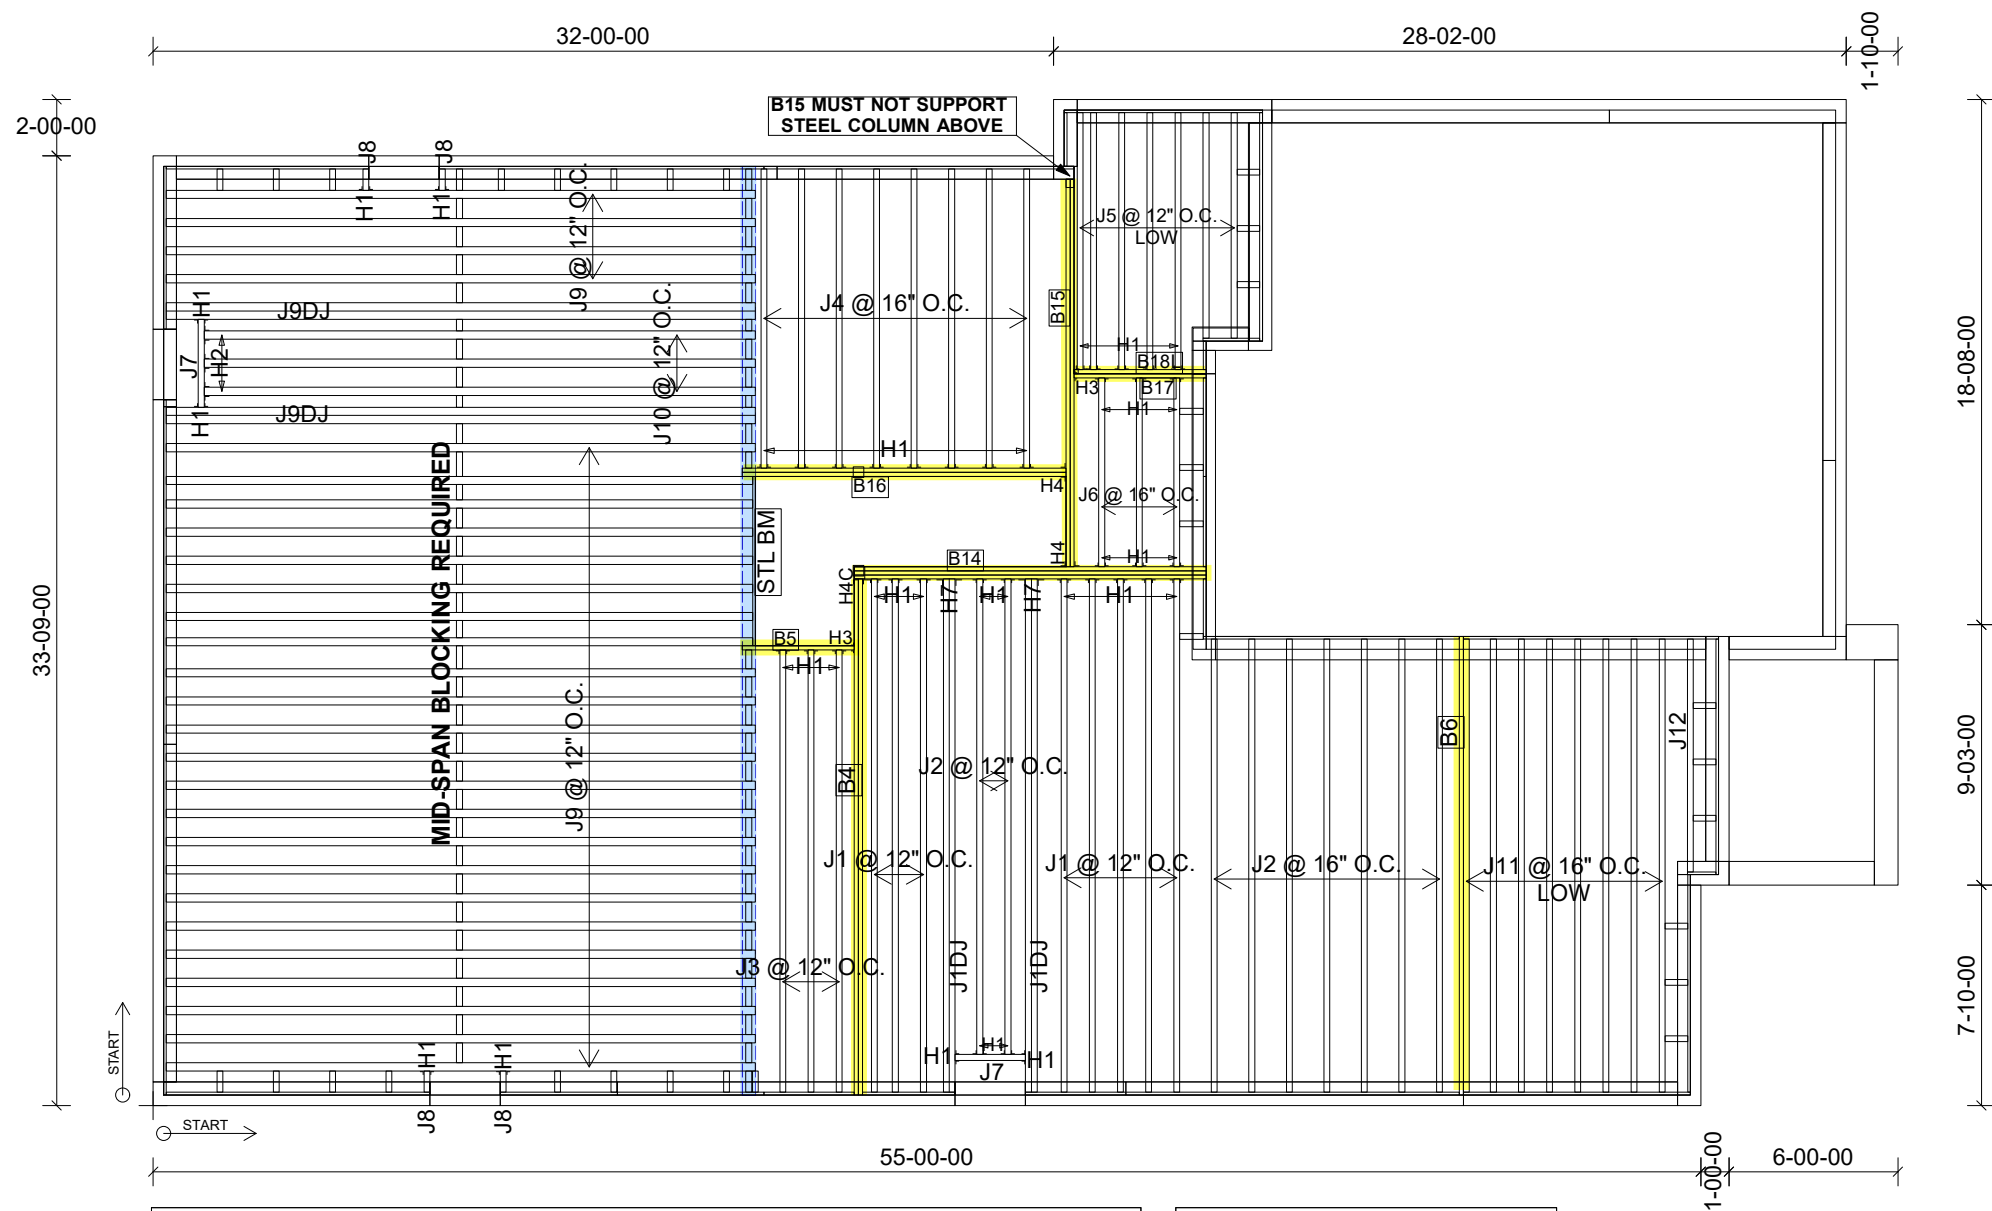 32-00-00
28-02-00
1-10-00
2-00-00
B15 MUST NOT SUPPORT
STEEL COLUMN ABOVE
J8
J8
H1
H1
J9 @ 12" O.C.
J5 @ 12" O.C.
LOW
H1
J9DJ
J7
H2
J10 @ 12" O.C.
J4 @ 16" O.C.
B15
H1
B18L
H3
B17
H1
18-08-00
H1
J9DJ
MID-SPAN BLOCKING REQUIRED
H1
B16
H4
J6 @ 16" O.C.
STL BM
H4
H1
B14
H4C
H1
H7
H1
H7
H1
B5
H3
H1
33-09-00
J9 @ 12" O.C.
B4
J2 @ 12" O.C.
B6
J12
9-03-00
J1 @ 12" O.C.
J1 @ 12" O.C.
J2 @ 16" O.C.
J11 @ 16" O.C.
LOW
J3 @ 12" O.C.
J1DJ
J1DJ
7-10-00
START
H1
H1
H1
H1
H1
J7
J8
J8
START
55-00-00
1-00-00
6-00-00